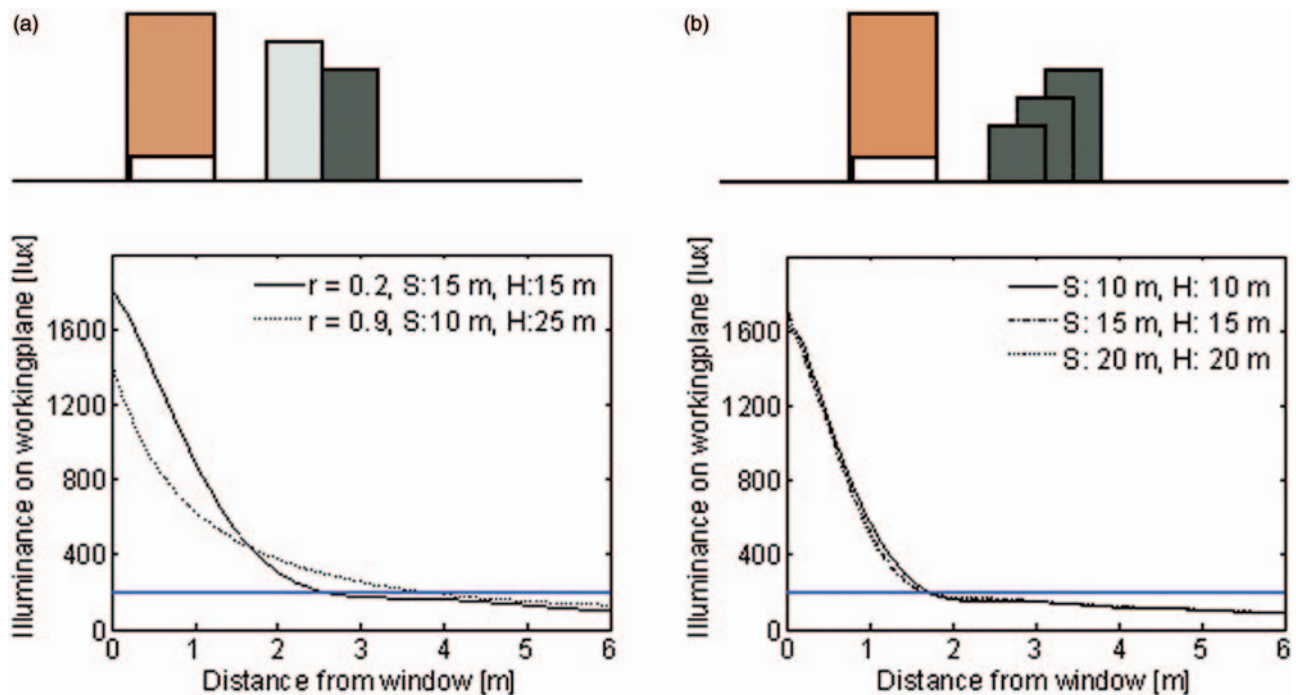 (a)
Illuminance on workingplane [lux]
1600
1200
800
400
0
r = 0.2, S:15 m, H:15 m
r = 0.9, S:10 m, H:25 m
0 1 2 3 4 5 6
Distance from window [m]
(b)
Illuminance on workingplane [lux]
1600
1200
800
400
0
S: 10 m, H: 10 m
S: 15 m, H: 15 m
S: 20 m, H: 20 m
0 1 2 3 4 5 6
Distance from window [m]